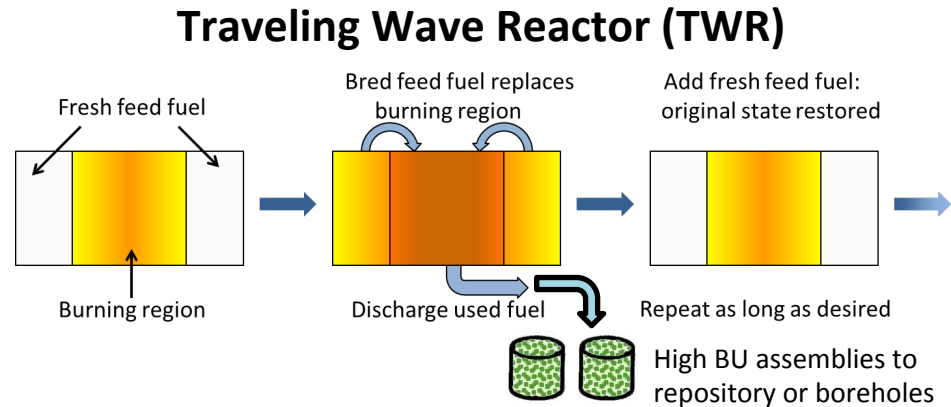 Traveling Wave Reactor (TWR)
Fresh feed fuel
Burning region
Bred feed fuel replaces
burning region
Discharge used fuel
Add fresh feed fuel:
original state restored
Repeat as long as desired
High BU assemblies to
repository or boreholes